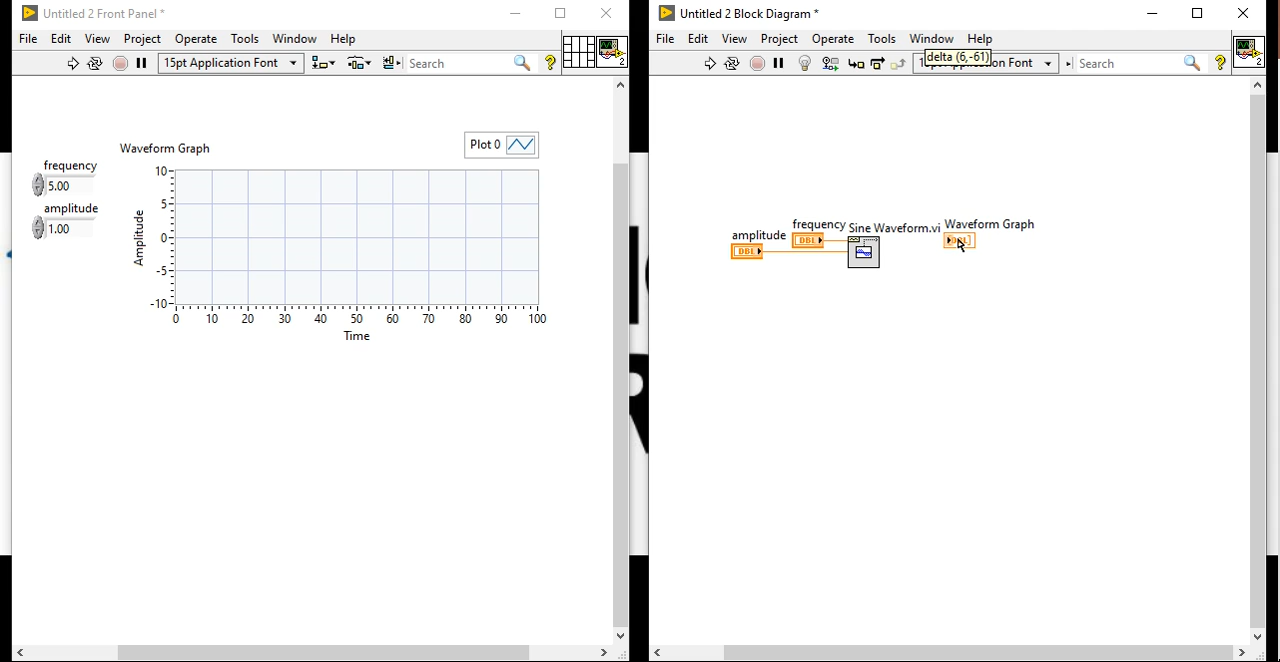 Untitled 2 Front Panel *
File Edit View Project Operate Tools Window Help
15pt Application Font
Search
?
2
Waveform Graph
Plot 0
frequency
5.00
amplitude
1.00
Amplitude
10
5
0
-5
-10
0 10 20 30 40 50 60 70 80 90 100
Time
Untitled 2 Block Diagram *
File Edit View Project Operate Tools Window Help
delta (6,-61)
Font
Search
?
2
frequency Sine Waveform.vi Waveform Graph
amplitude
DBL
DBL